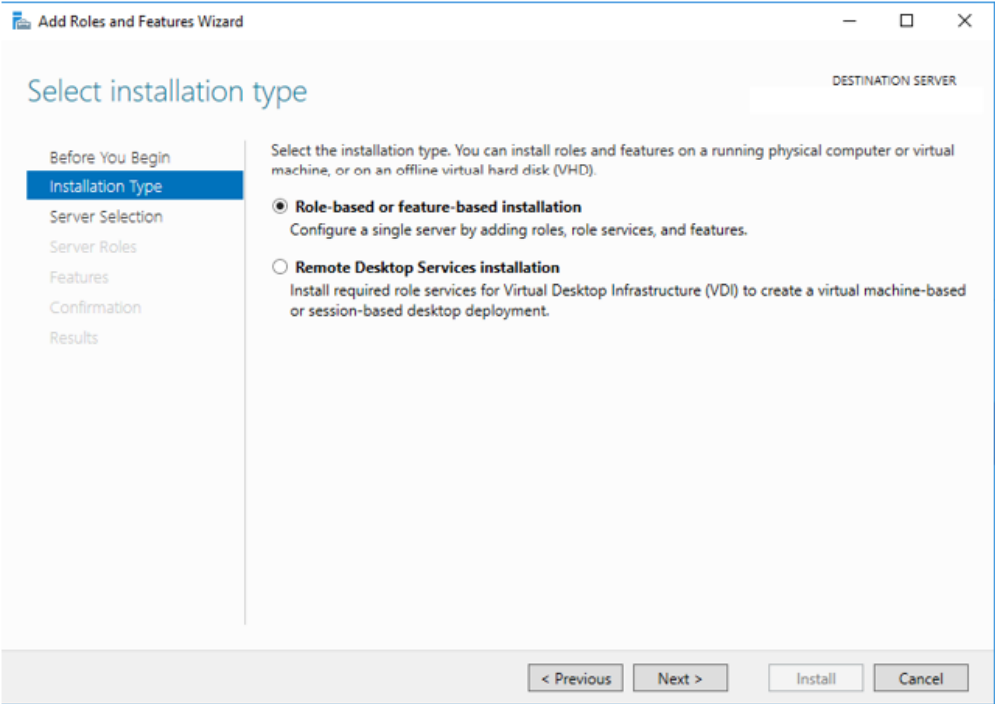 Add Roles and Features Wizard
Select installation type
DESTINATION SERVER
Before You Begin
Installation Type
Server Selection
Server Roles
Features
Confirmation
Results
Select the installation type. You can install roles and features on a running physical computer or virtual
machine, or on an offline virtual hard disk (VHD).
Role-based or feature-based installation
Configure a single server by adding roles, role services, and features.
Remote Desktop Services installation
Install required role services for Virtual Desktop Infrastructure (VDI) to create a virtual machine-based
or session-based desktop deployment.
< Previous
Next >
Install
Cancel